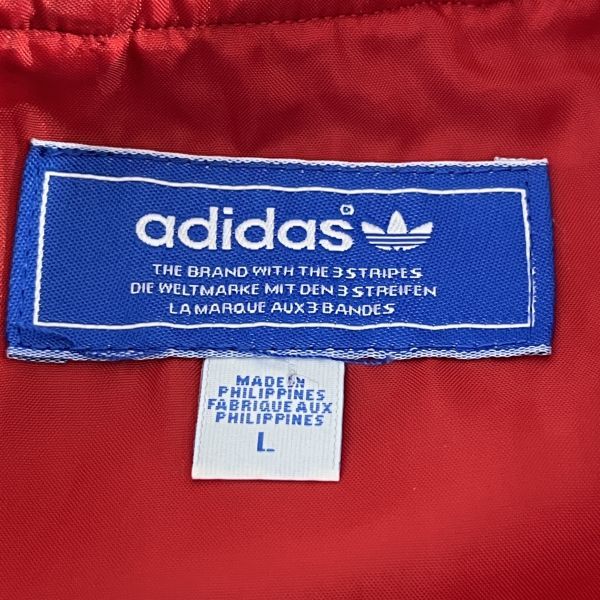 adidas
THE BRAND WITH THE 3 STRIPES
DIE WELTMARKE MIT DEN 3 STREIFEN
LA MARQUE AUX 3 BANDES
MADE IN
PHILIPPINES
FABRIQUE AUX
PHILIPPINES
L